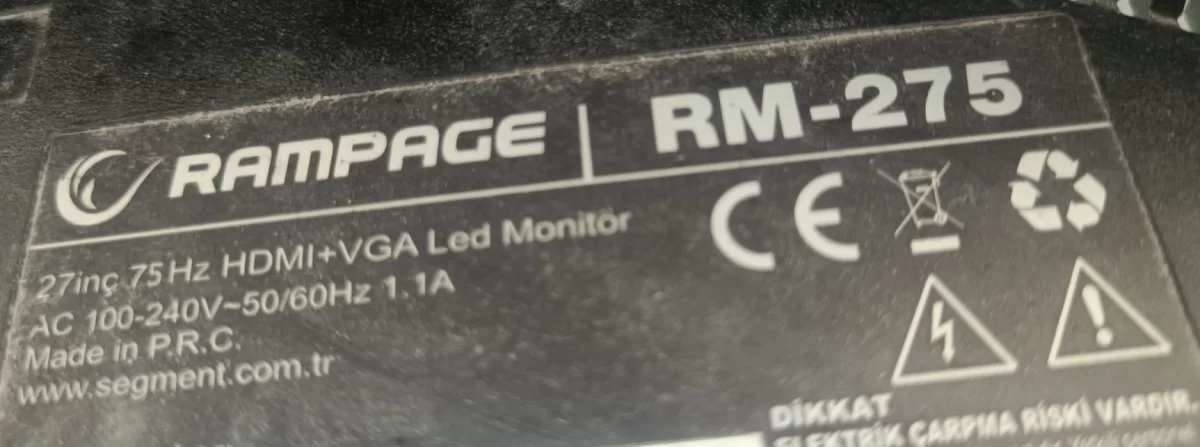 RAMPAGE | RM-275
27inç 75Hz HDMI+VGA Led Monitör
AC 100-240V~50/60Hz 1.1A
Made in P.R.C.
www.segment.com.tr
CE
DİKKAT
ELEKTRİK ÇARPMA RİSKİ VARDIR,